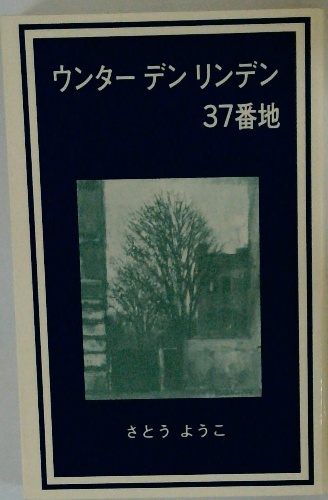 ウンター デン リンデン
37番地
さとう ようこ